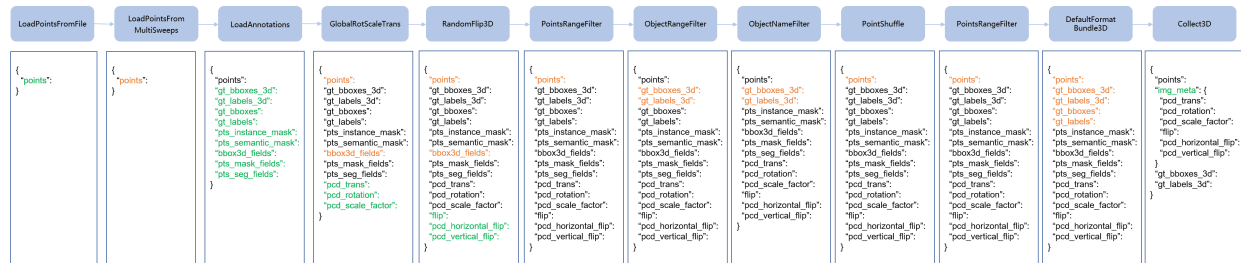 LoadPointsFromFile
LoadPointsFrom
MultiSweeps
LoadAnnotations
GlobalRotScaleTrans
RandomFlip3D
PointsRangeFilter
ObjectRangeFilter
ObjectNameFilter
PointShuffle
PointsRangeFilter
DefaultFormat
Bundle3D
Collect3D
{
"points":
}
{
"points":
}
{
"points":
"gt_bboxes_3d":
"gt_labels_3d":
"gt_bboxes":
"gt_labels":
"pts_instance_mask":
"pts_semantic_mask":
"bbox3d_fields":
"pts_mask_fields":
"pts_seg_fields":
}
{
"points":
"gt_bboxes_3d":
"gt_labels_3d":
"gt_bboxes":
"gt_labels":
"pts_instance_mask":
"pts_semantic_mask":
"bbox3d_fields":
"pts_mask_fields":
"pts_seg_fields":
"pcd_trans":
"pcd_rotation":
"pcd_scale_factor":
}
{
"points":
"gt_bboxes_3d":
"gt_labels_3d":
"gt_bboxes":
"gt_labels":
"pts_instance_mask":
"pts_semantic_mask":
"bbox3d_fields":
"pts_mask_fields":
"pts_seg_fields":
"pcd_trans":
"pcd_rotation":
"pcd_scale_factor":
"flip":
"pcd_horizontal_flip":
"pcd_vertical_flip":
}
{
"points":
"gt_bboxes_3d":
"gt_labels_3d":
"gt_bboxes":
"gt_labels":
"pts_instance_mask":
"pts_semantic_mask":
"bbox3d_fields":
"pts_mask_fields":
"pts_seg_fields":
"pcd_trans":
"pcd_rotation":
"pcd_scale_factor":
"flip":
"pcd_horizontal_flip":
"pcd_vertical_flip":
}
{
"points":
"gt_bboxes_3d":
"gt_labels_3d":
"gt_bboxes":
"gt_labels":
"pts_instance_mask":
"pts_semantic_mask":
"bbox3d_fields":
"pts_mask_fields":
"pts_seg_fields":
"pcd_trans":
"pcd_rotation":
"pcd_scale_factor":
"flip":
"pcd_horizontal_flip":
"pcd_vertical_flip":
}
{
"points":
"gt_bboxes_3d":
"gt_labels_3d":
"pts_instance_mask":
"pts_semantic_mask":
"bbox3d_fields":
"pts_mask_fields":
"pts_seg_fields":
"pcd_trans":
"pcd_rotation":
"pcd_scale_factor":
"flip":
"pcd_horizontal_flip":
"pcd_vertical_flip":
}
{
"points":
"gt_bboxes_3d":
"gt_labels_3d":
"gt_bboxes":
"gt_labels":
"pts_instance_mask":
"pts_semantic_mask":
"bbox3d_fields":
"pts_mask_fields":
"pts_seg_fields":
"pcd_trans":
"pcd_rotation":
"pcd_scale_factor":
"flip":
"pcd_horizontal_flip":
"pcd_vertical_flip":
}
{
"points":
"gt_bboxes_3d":
"gt_labels_3d":
"gt_bboxes":
"gt_labels":
"pts_instance_mask":
"pts_semantic_mask":
"bbox3d_fields":
"pts_mask_fields":
"pts_seg_fields":
"pcd_trans":
"pcd_rotation":
"pcd_scale_factor":
"flip":
"pcd_horizontal_flip":
"pcd_vertical_flip":
}
{
"points":
"gt_bboxes_3d":
"gt_labels_3d":
"gt_bboxes":
"gt_labels":
"pts_instance_mask":
"pts_semantic_mask":
"bbox3d_fields":
"pts_mask_fields":
"pts_seg_fields":
"pcd_trans":
"pcd_rotation":
"pcd_scale_factor":
"flip":
"pcd_horizontal_flip":
"pcd_vertical_flip":
}
{
"points":
"img_meta": {
"pcd_trans":
"pcd_rotation":
"pcd_scale_factor":
"flip":
"pcd_horizontal_flip":
"pcd_vertical_flip":
}
"gt_bboxes_3d":
"gt_labels_3d":
}